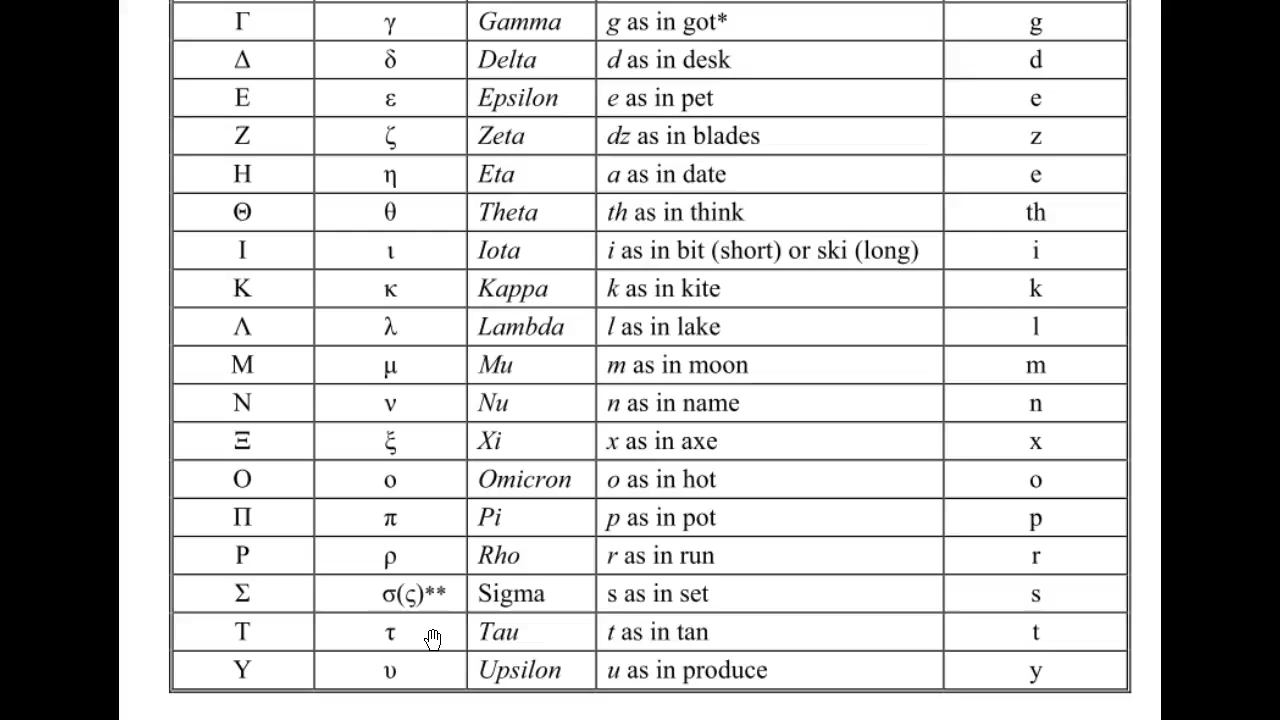 Γ γ Gamma g as in got* g
Δ δ Delta d as in desk d
Ε ε Epsilon e as in pet e
Ζ ζ Zeta dz as in blades z
Η η Eta a as in date e
Θ θ Theta th as in think th
Ι ι Iota i as in bit (short) or ski (long) i
Κ κ Kappa k as in kite k
Λ λ Lambda l as in lake l
Μ μ Mu m as in moon m
Ν ν Nu n as in name n
Ξ ξ Xi x as in axe x
Ο ο Omicron o as in hot o
Π π Pi p as in pot p
Ρ ρ Rho r as in run r
Σ σ(ς)** Sigma s as in set s
Τ τ Tau t as in tan t
Υ υ Upsilon u as in produce y